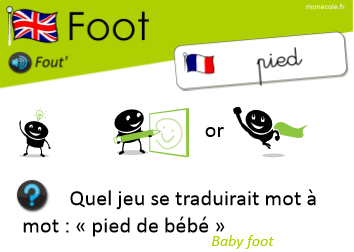 monecole.fr
Foot
Fout'
pied
or
Quel jeu se traduirait mot à
mot : « pied de bébé »
Baby foot